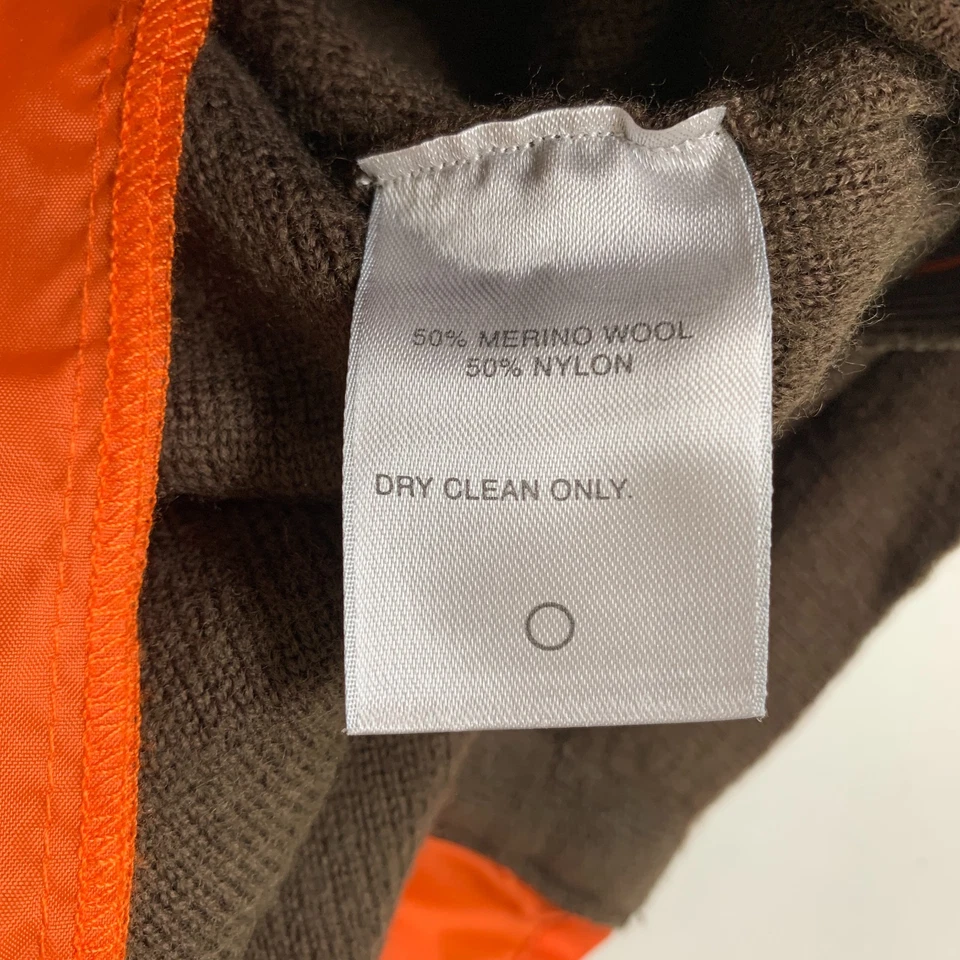 50% MERINO WOOL
50% NYLON
DRY CLEAN ONLY.